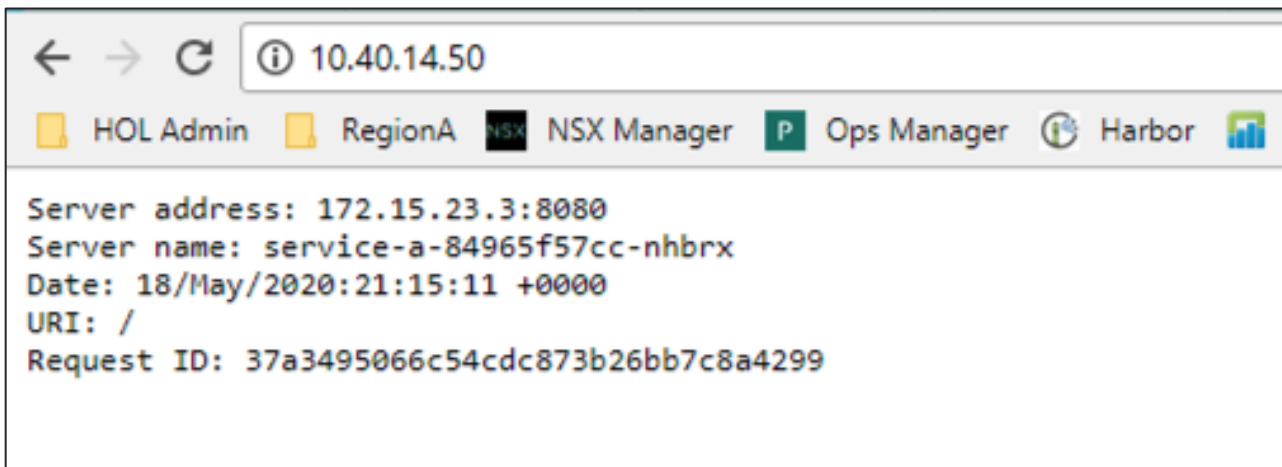 10.40.14.50
HOL Admin RegionA NSX NSX Manager P Ops Manager Harbor
Server address: 172.15.23.3:8080
Server name: service-a-84965f57cc-nhbrx
Date: 18/May/2020:21:15:11 +0000
URI: /
Request ID: 37a3495066c54cdc873b26bb7c8a4299